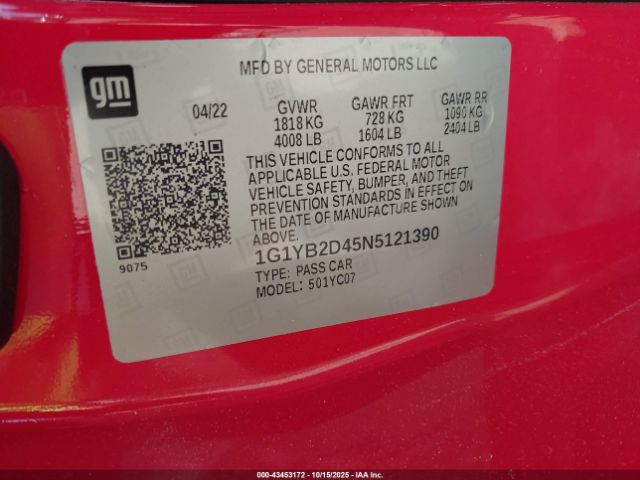 gm
MFD BY GENERAL MOTORS LLC
04/22 GVWR GAWR FRT GAWR RR
1818 KG 728 KG 1090 KG
4008 LB 1604 LB 2404 LB
THIS VEHICLE CONFORMS TO ALL
APPLICABLE U.S. FEDERAL MOTOR
VEHICLE SAFETY, BUMPER, AND THEFT
PREVENTION STANDARDS IN EFFECT ON
THE DATE OF MANUFACTURE SHOWN
ABOVE.
1G1YB2D45N5121390
9075
TYPE: PASS CAR
MODEL: 501YC07
000-43453172 | 10/15/2025 | IAA Inc.